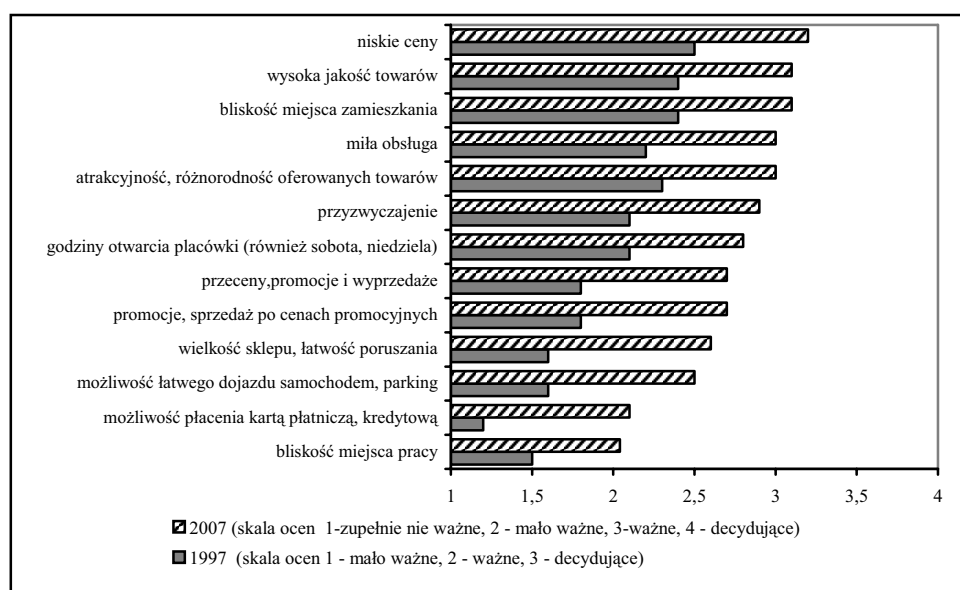 niskie ceny
wysoka jakość towarów
bliskość miejsca zamieszkania
miła obsługa
atrakcyjność, różnorodność oferowanych towarów
przyzwyczajenie
godziny otwarcia placówki (również sobota, niedziela)
przeceny,promocje i wyprzedaże
promocje, sprzedaż po cenach promocyjnych
wielkość sklepu, łatwość poruszania
możliwość łatwego dojazdu samochodem, parking
możliwość płacenia kartą płatniczą, kredytową
bliskość miejsca pracy
1 1,5 2 2,5 3 3,5 4
2007 (skala ocen 1-zupełnie nie ważne, 2 - mało ważne, 3-ważne, 4 - decydujące)
1997 (skala ocen 1 - mało ważne, 2 - ważne, 3 - decydujące)